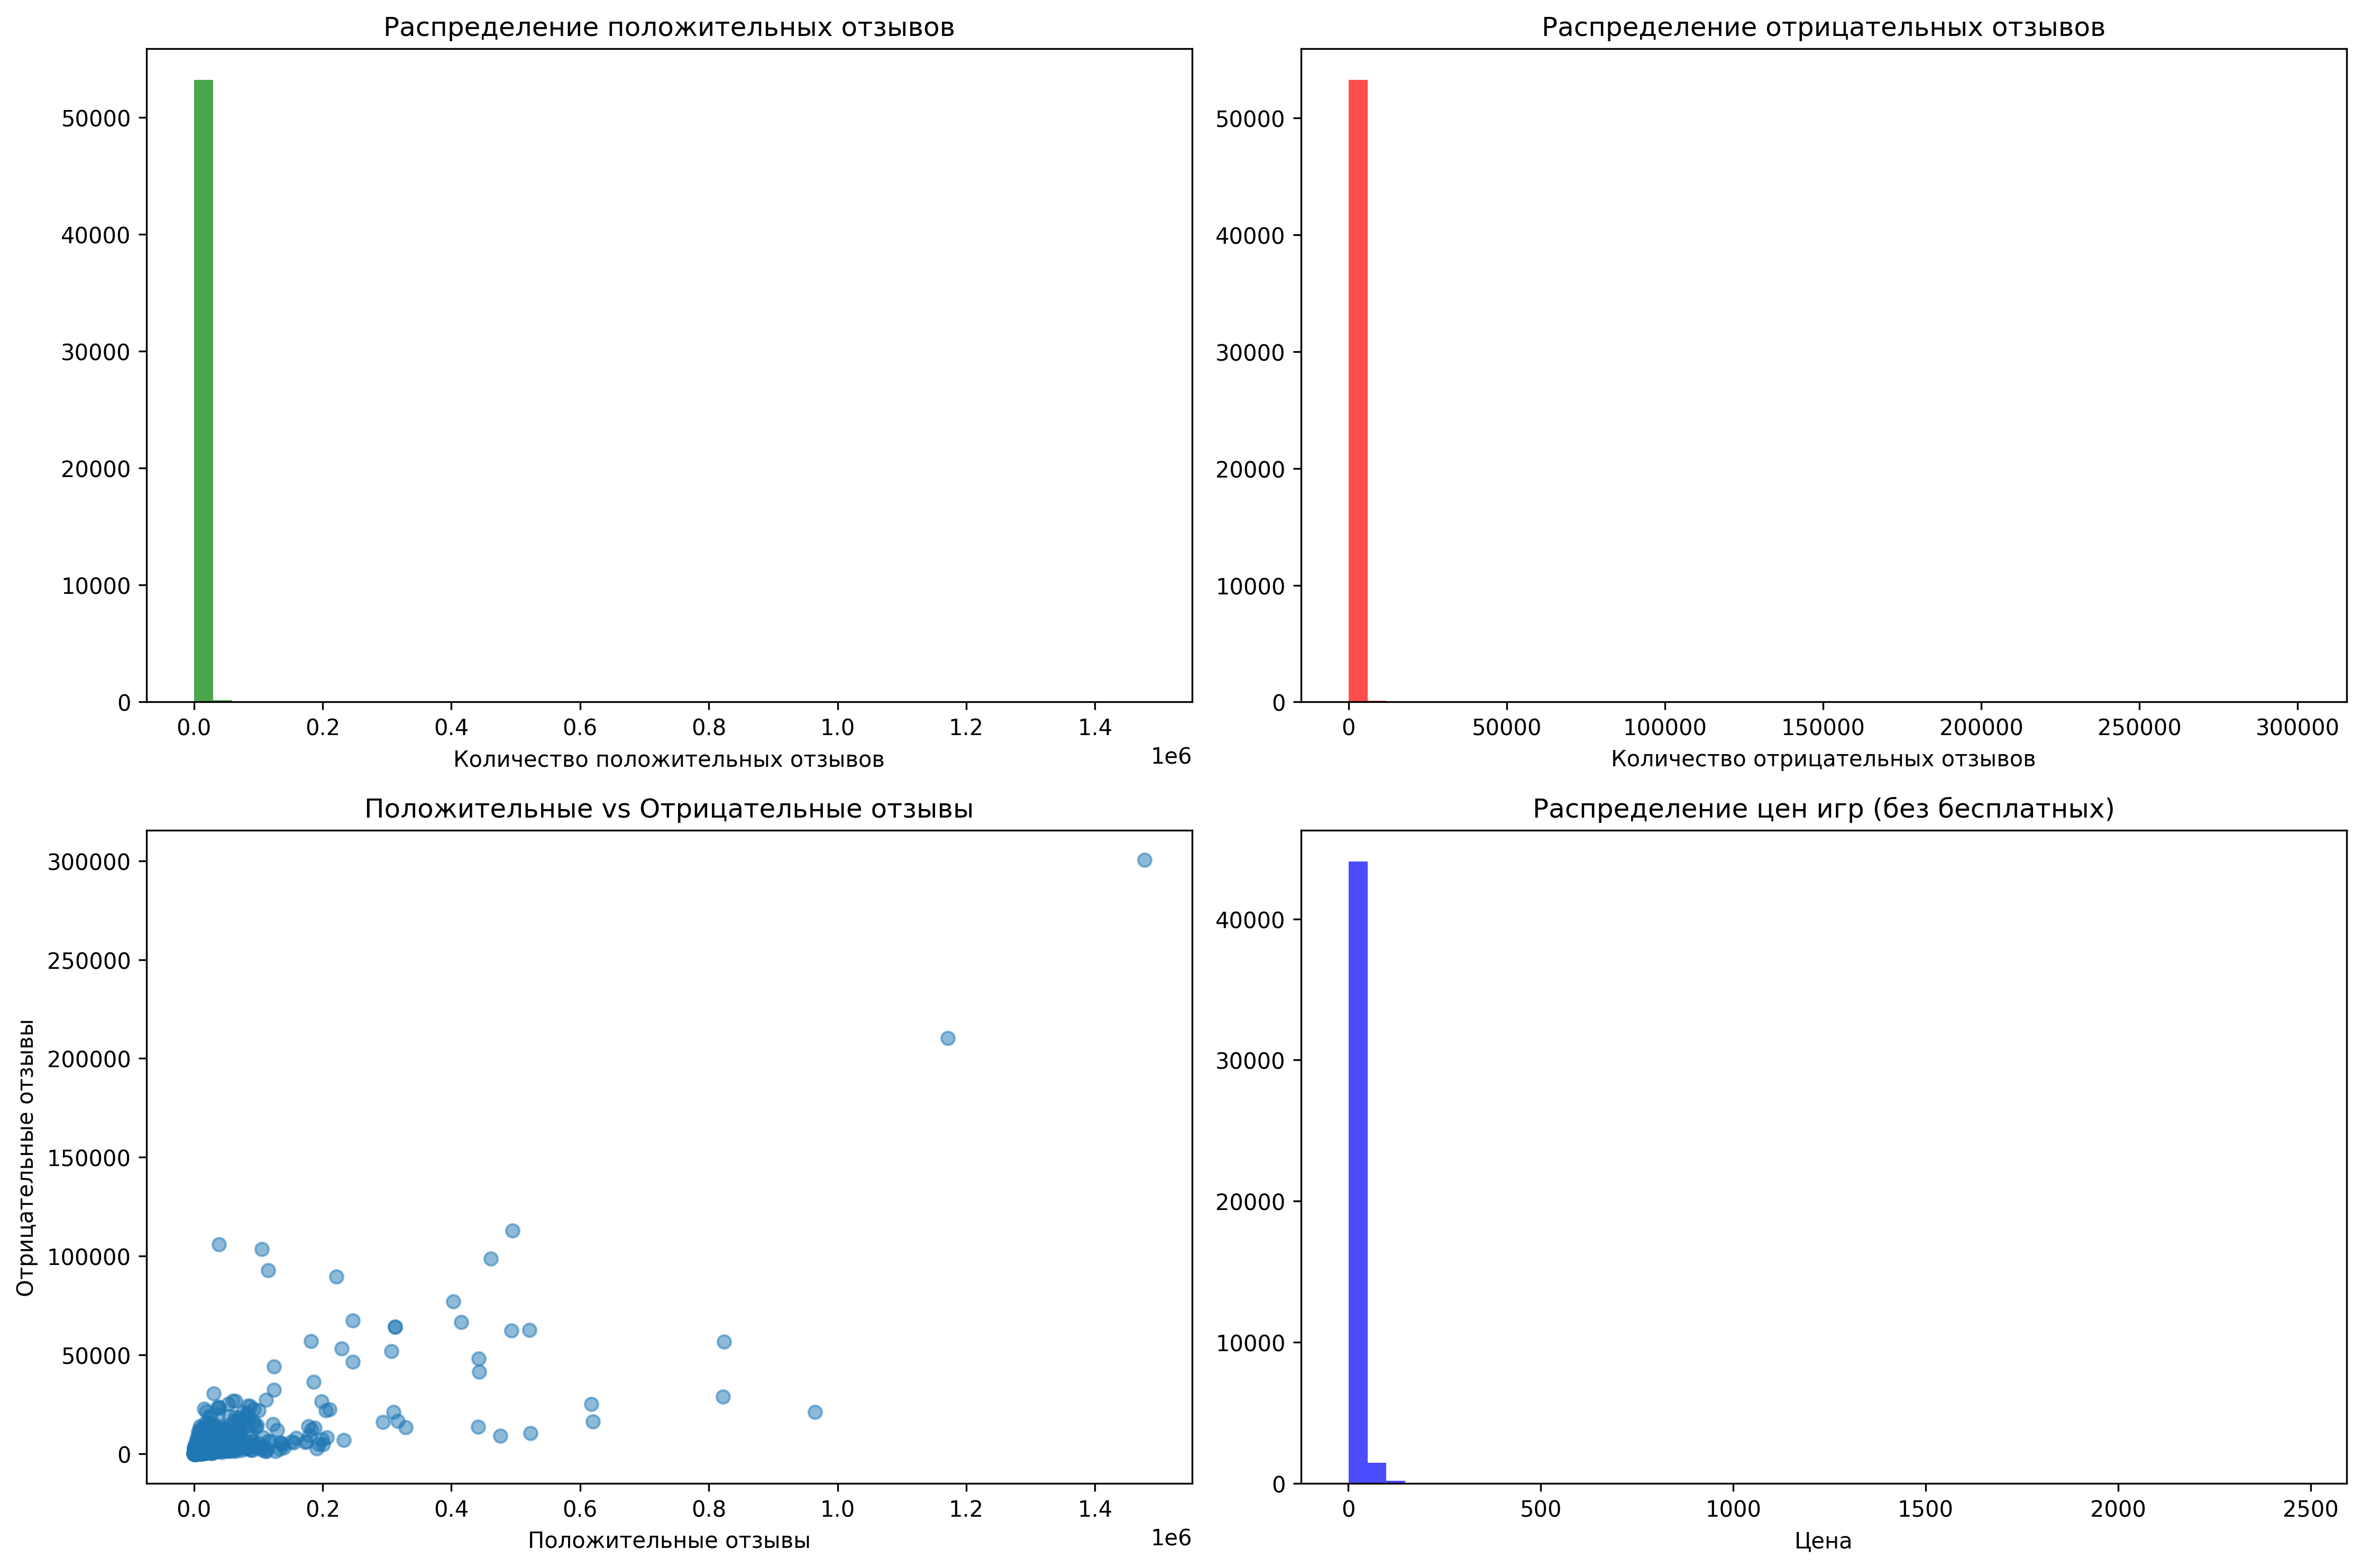 Распределение положительных отзывов
50000
40000
30000
20000
10000
0
0.0 0.2 0.4 0.6 0.8 1.0 1.2 1.4
1e6
Количество положительных отзывов
Распределение отрицательных отзывов
50000
40000
30000
20000
10000
0
0 50000 100000 150000 200000 250000 300000
Количество отрицательных отзывов
Положительные vs Отрицательные отзывы
Отрицательные отзывы
300000
250000
200000
150000
100000
50000
0
0.0 0.2 0.4 0.6 0.8 1.0 1.2 1.4
1e6
Положительные отзывы
Распределение цен игр (без бесплатных)
40000
30000
20000
10000
0
0 500 1000 1500 2000 2500
Цена